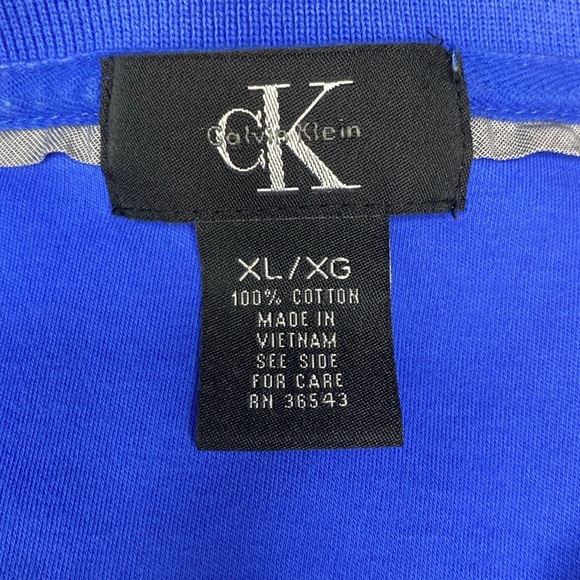 cK
Calvin Klein
XL/XG
100% COTTON
MADE IN
VIETNAM
SEE SIDE
FOR CARE
RN 36543